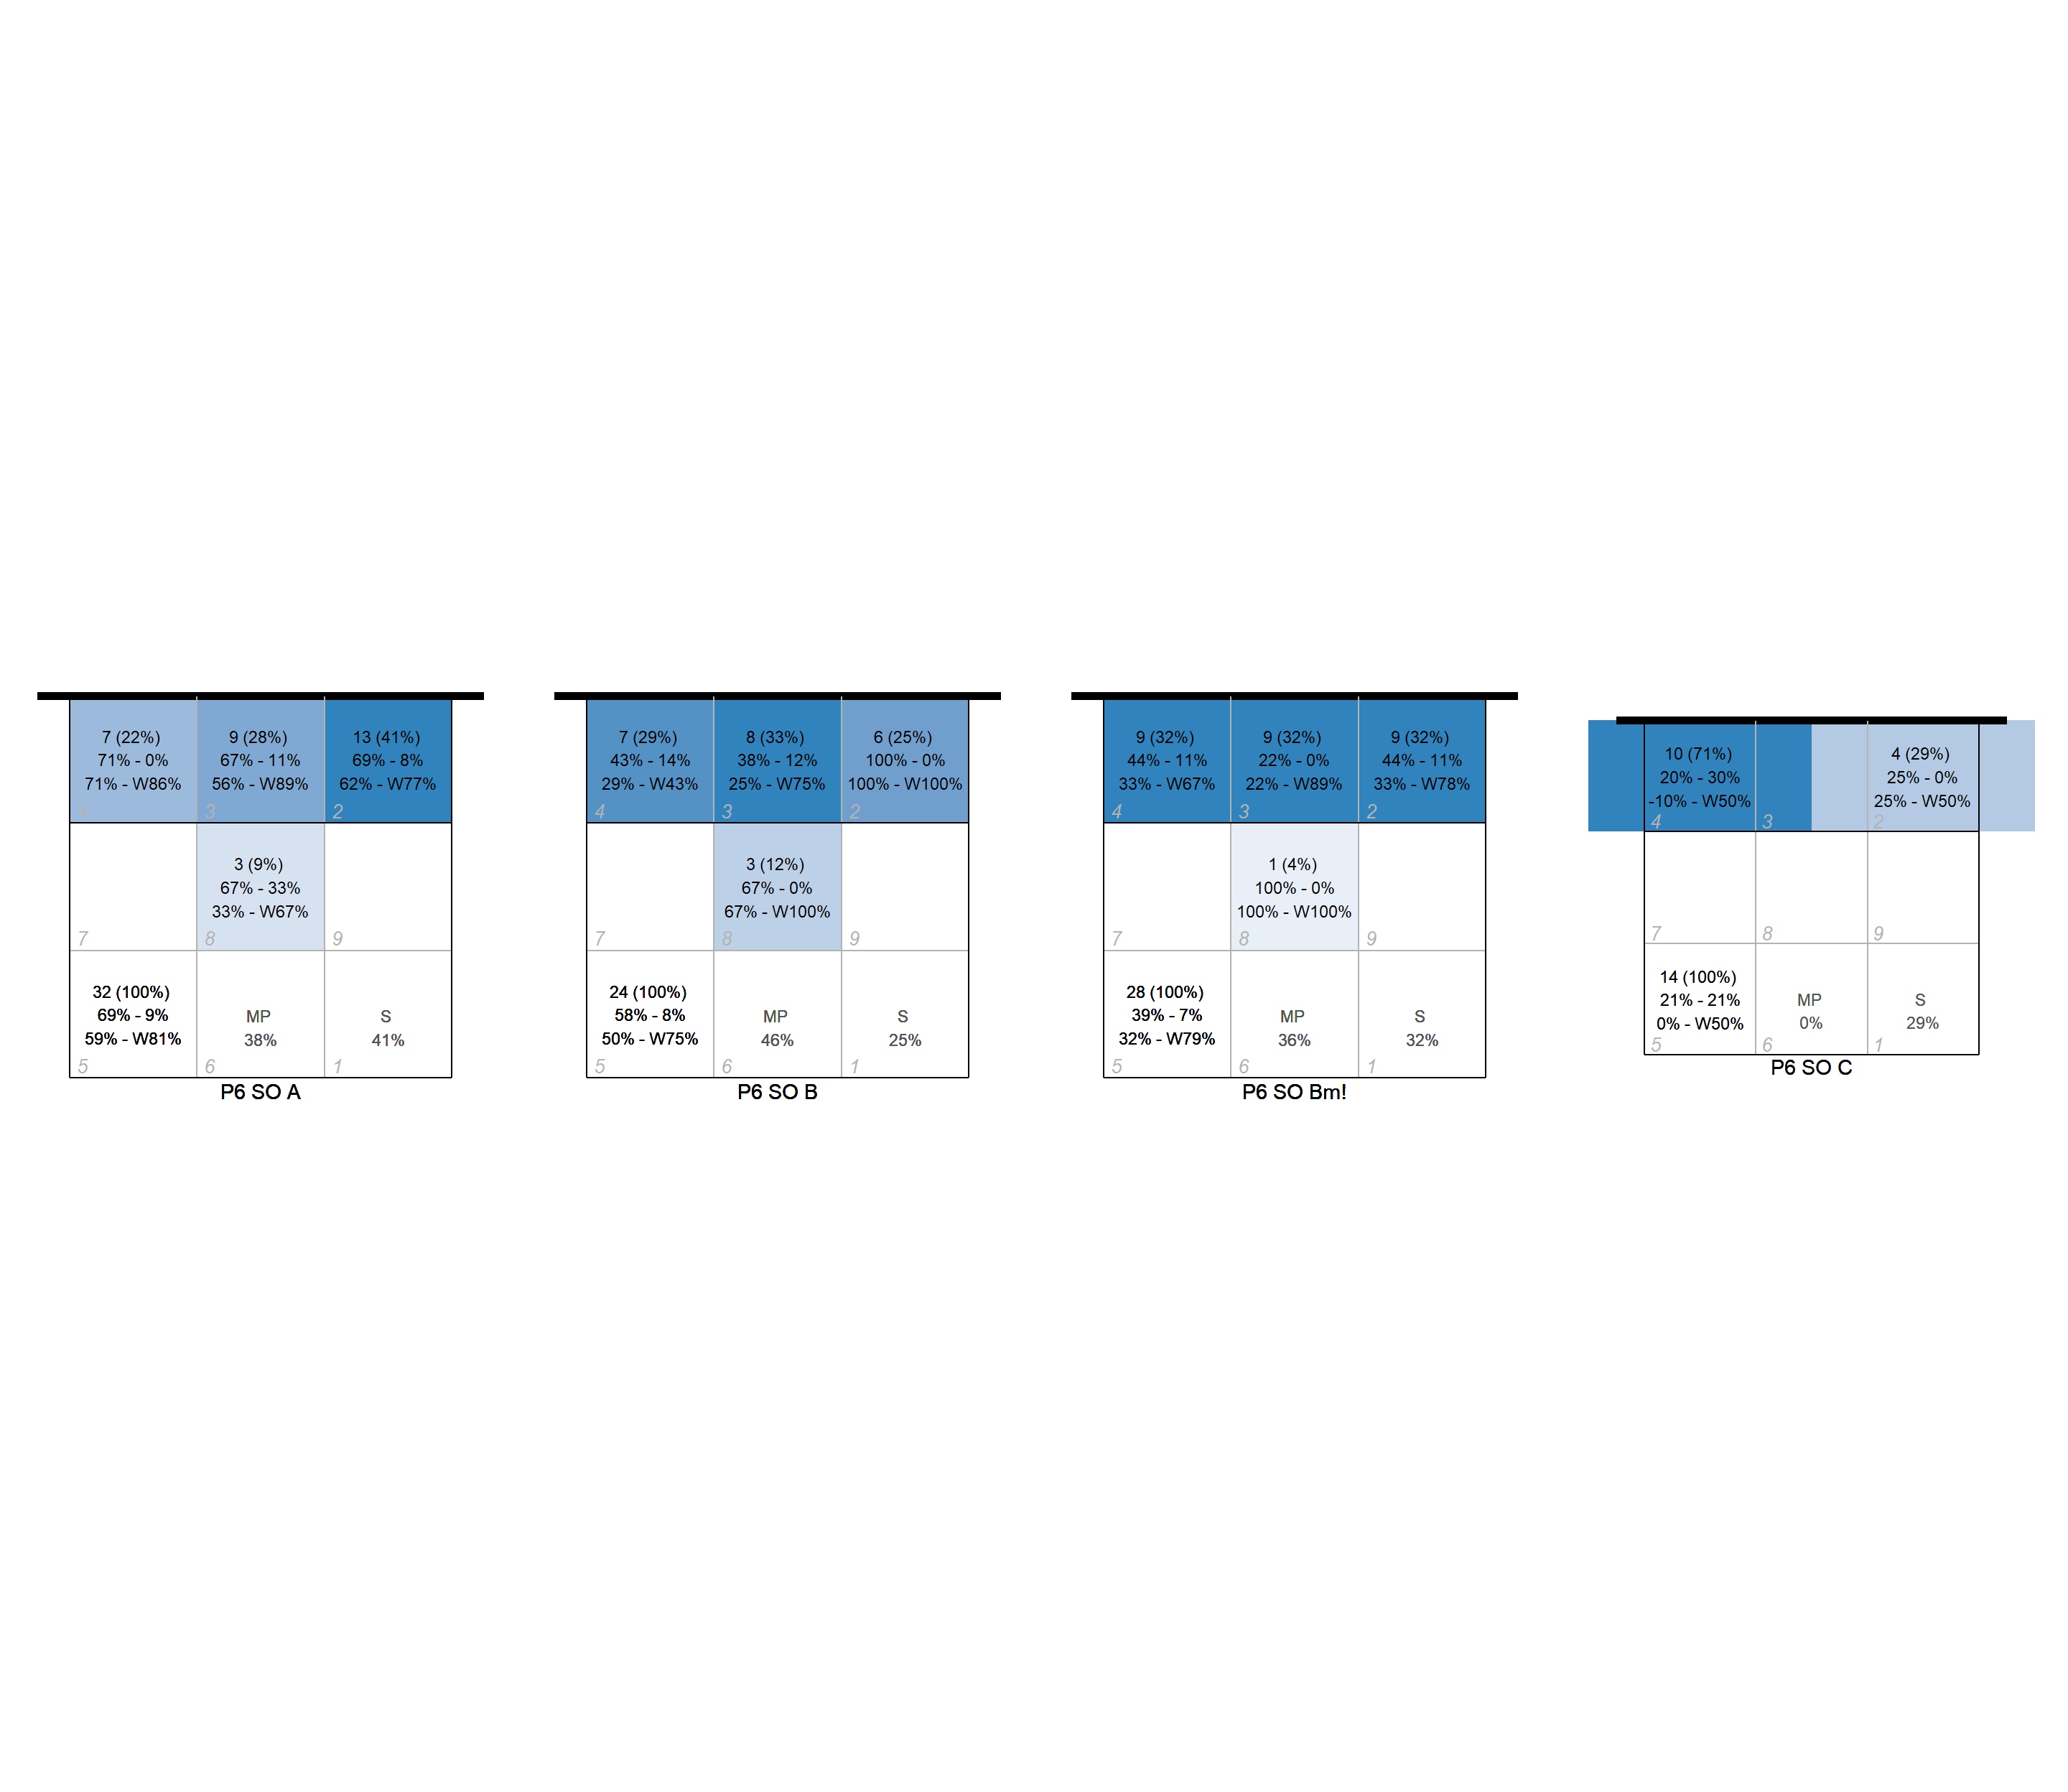 7 (22%)
71% - 0%
71% - W86%
4
9 (28%)
67% - 11%
56% - W89%
3
13 (41%)
69% - 8%
62% - W77%
2
7
3 (9%)
67% - 33%
33% - W67%
8
9
32 (100%)
69% - 9%
59% - W81%
5
MP
38%
6
S
41%
1
P6 SO A
7 (29%)
43% - 14%
29% - W43%
4
8 (33%)
38% - 12%
25% - W75%
3
6 (25%)
100% - 0%
100% - W100%
2
7
3 (12%)
67% - 0%
67% - W100%
8
9
24 (100%)
58% - 8%
50% - W75%
5
MP
46%
6
S
25%
1
P6 SO B
9 (32%)
44% - 11%
33% - W67%
4
9 (32%)
22% - 0%
22% - W89%
3
9 (32%)
44% - 11%
33% - W78%
2
7
1 (4%)
100% - 0%
100% - W100%
8
9
28 (100%)
39% - 7%
32% - W79%
5
MP
36%
6
S
32%
1
P6 SO Bm!
10 (71%)
20% - 30%
-10% - W50%
4
3
4 (29%)
25% - 0%
25% - W50%
2
7
8
9
14 (100%)
21% - 21%
0% - W50%
5
MP
0%
6
S
29%
1
P6 SO C